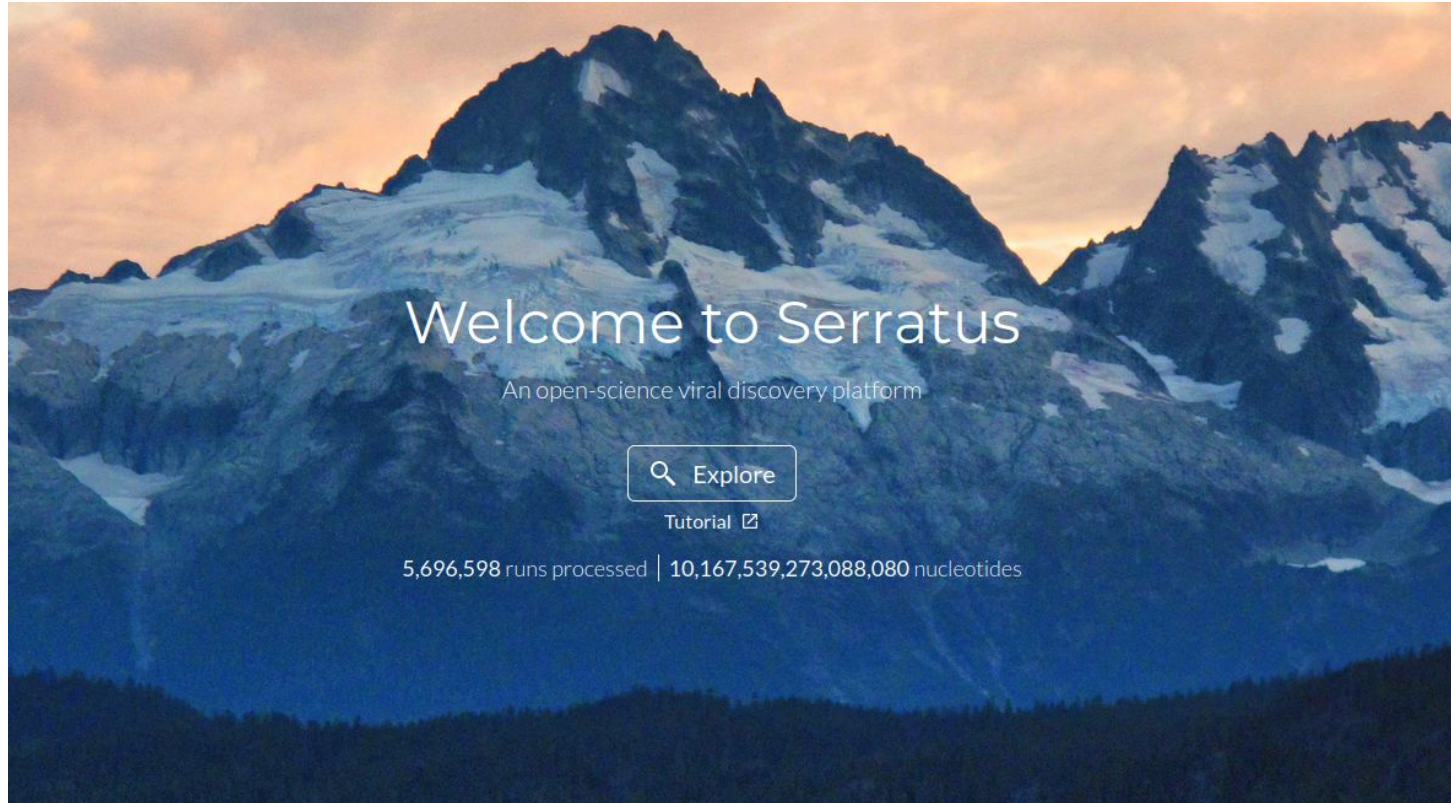 Welcome to Serratus
An open-science viral discovery platform
Explore
Tutorial
5,696,598 runs processed | 10,167,539,273,088,080 nucleotides